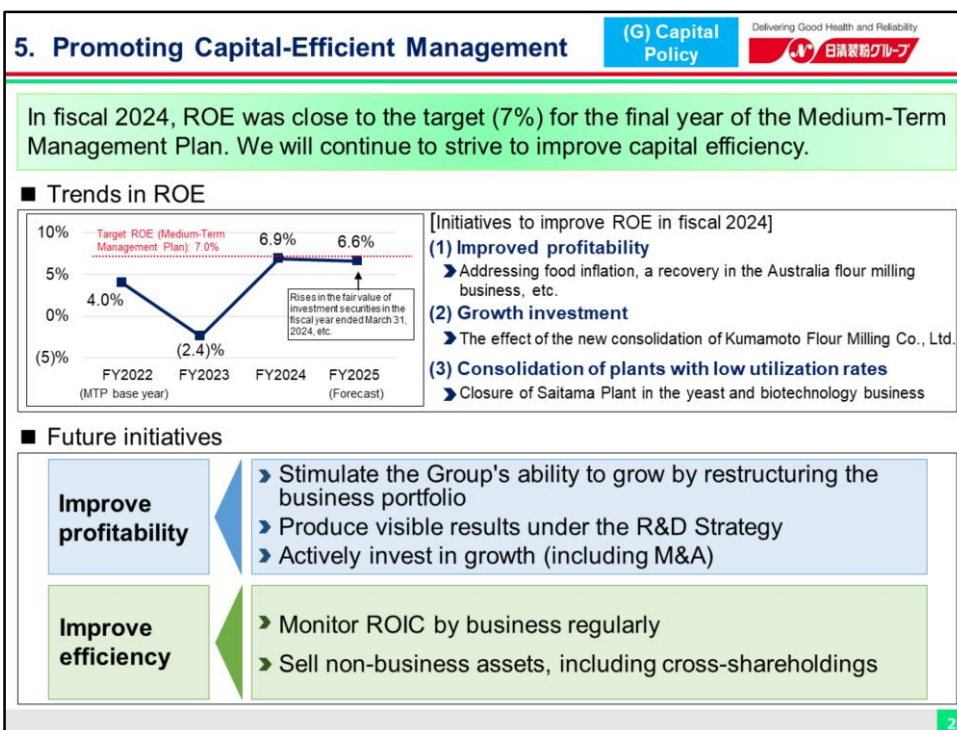 5. Promoting Capital-Efficient Management
(G) Capital
Policy
Delivering Good Health and Reliability
日清製粉グループ
In fiscal 2024, ROE was close to the target (7%) for the final year of the Medium-Term
Management Plan. We will continue to strive to improve capital efficiency.
■ Trends in ROE
10%
5%
0%
(5)%
Target ROE (Medium-Term
Management Plan): 7.0%
4.0%
(2.4)%
6.9%
6.6%
Rises in the fair value of
investment securities in the
fiscal year ended March 31,
2024, etc.
FY2022 FY2023 FY2024 FY2025
(MTP base year) (Forecast)
[Initiatives to improve ROE in fiscal 2024]
(1) Improved profitability
Addressing food inflation, a recovery in the Australia flour milling
business, etc.
(2) Growth investment
The effect of the new consolidation of Kumamoto Flour Milling Co., Ltd.
(3) Consolidation of plants with low utilization rates
Closure of Saitama Plant in the yeast and biotechnology business
■ Future initiatives
Improve
profitability
Stimulate the Group's ability to grow by restructuring the
business portfolio
Produce visible results under the R&D Strategy
Actively invest in growth (including M&A)
Improve
efficiency
Monitor ROIC by business regularly
Sell non-business assets, including cross-shareholdings
2